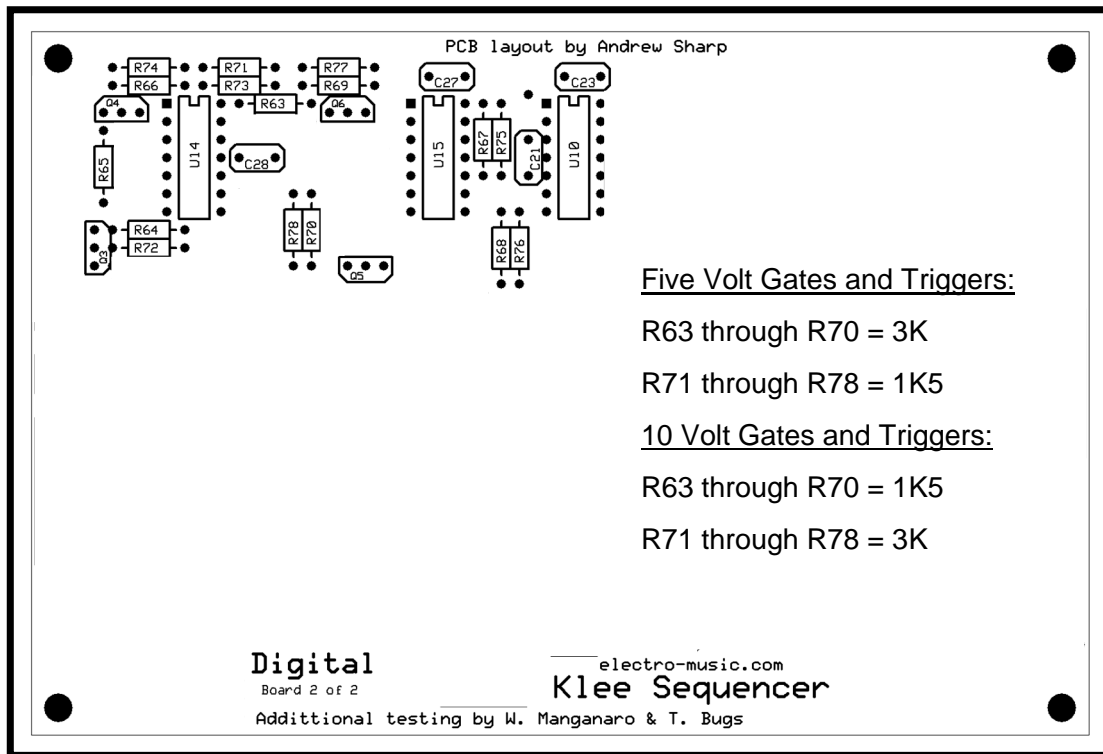 PCB layout by Andrew Sharp
R74 R71 R77 C27 C23
R66 R73 R69
Q4 R63 Q6
R65 U14 C28 U15 R67 R75 C21 U10
R64
R72
Q3 R78 R70 Q5 R68 R76
Five Volt Gates and Triggers:
R63 through R70 = 3K
R71 through R78 = 1K5
10 Volt Gates and Triggers:
R63 through R70 = 1K5
R71 through R78 = 3K
Digital
Board 2 of 2
electro-music.com
Klee Sequencer
Addittional testing by W. Manganaro & T. Bugs